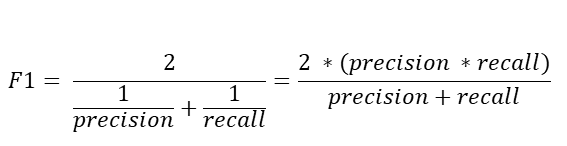 F1 = 2 / (1/precision + 1/recall) = 2 * (precision * recall) / (precision + recall)